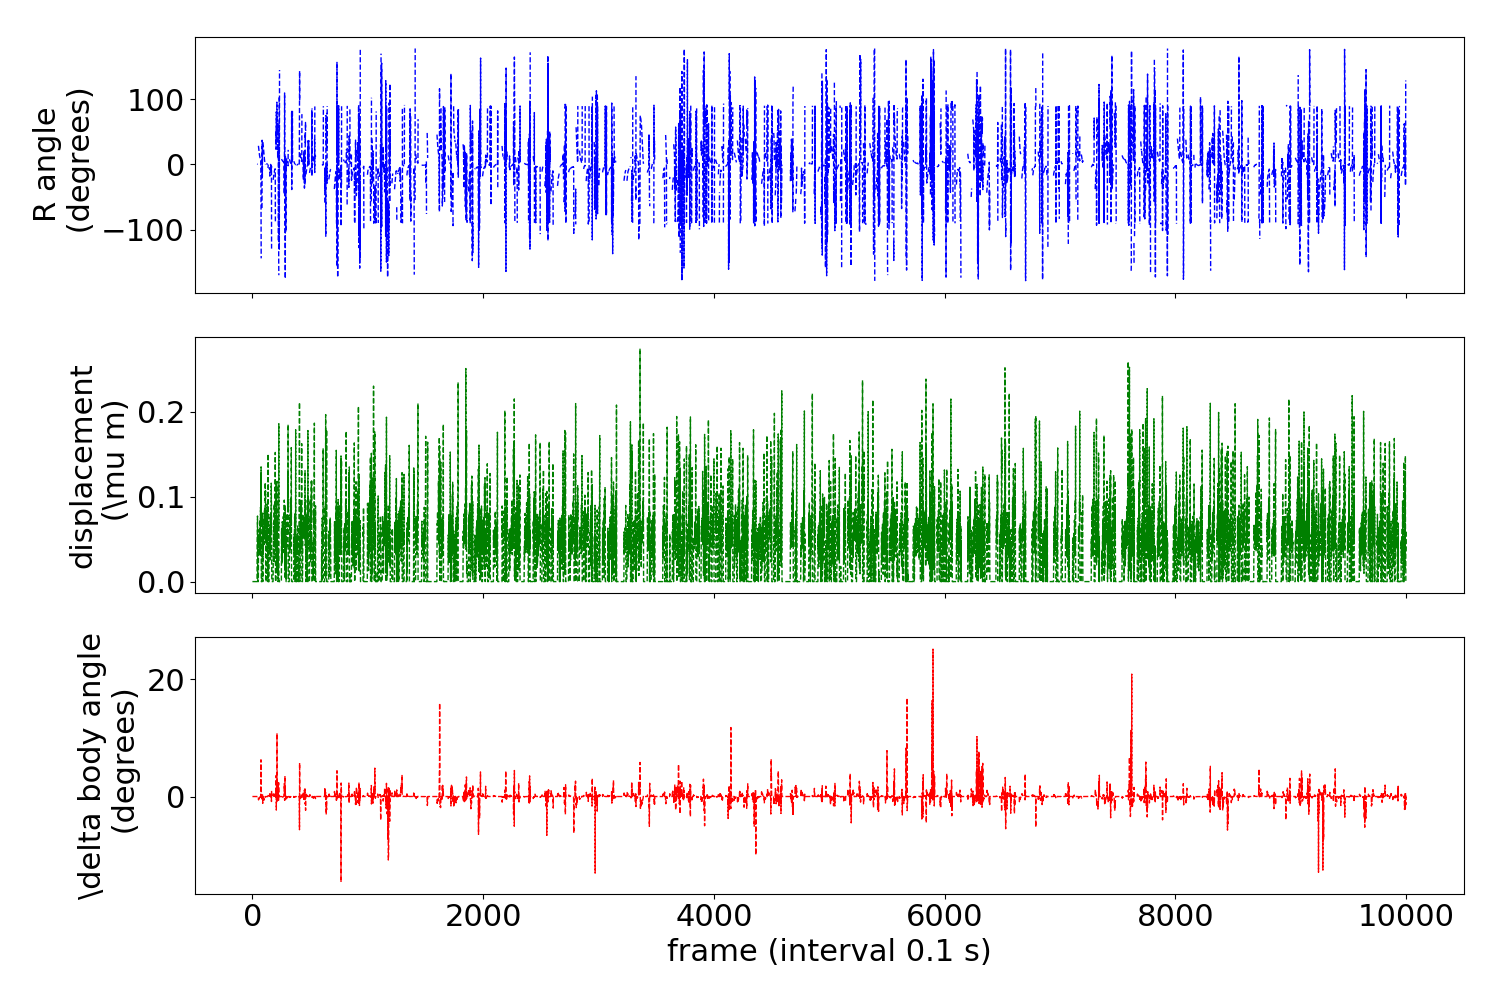 R angle
(degrees)
100
0
−100
displacement
(\mu m)
0.2
0.1
0.0
\delta body angle
(degrees)
20
0
0 2000 4000 6000 8000 10000
frame (interval 0.1 s)